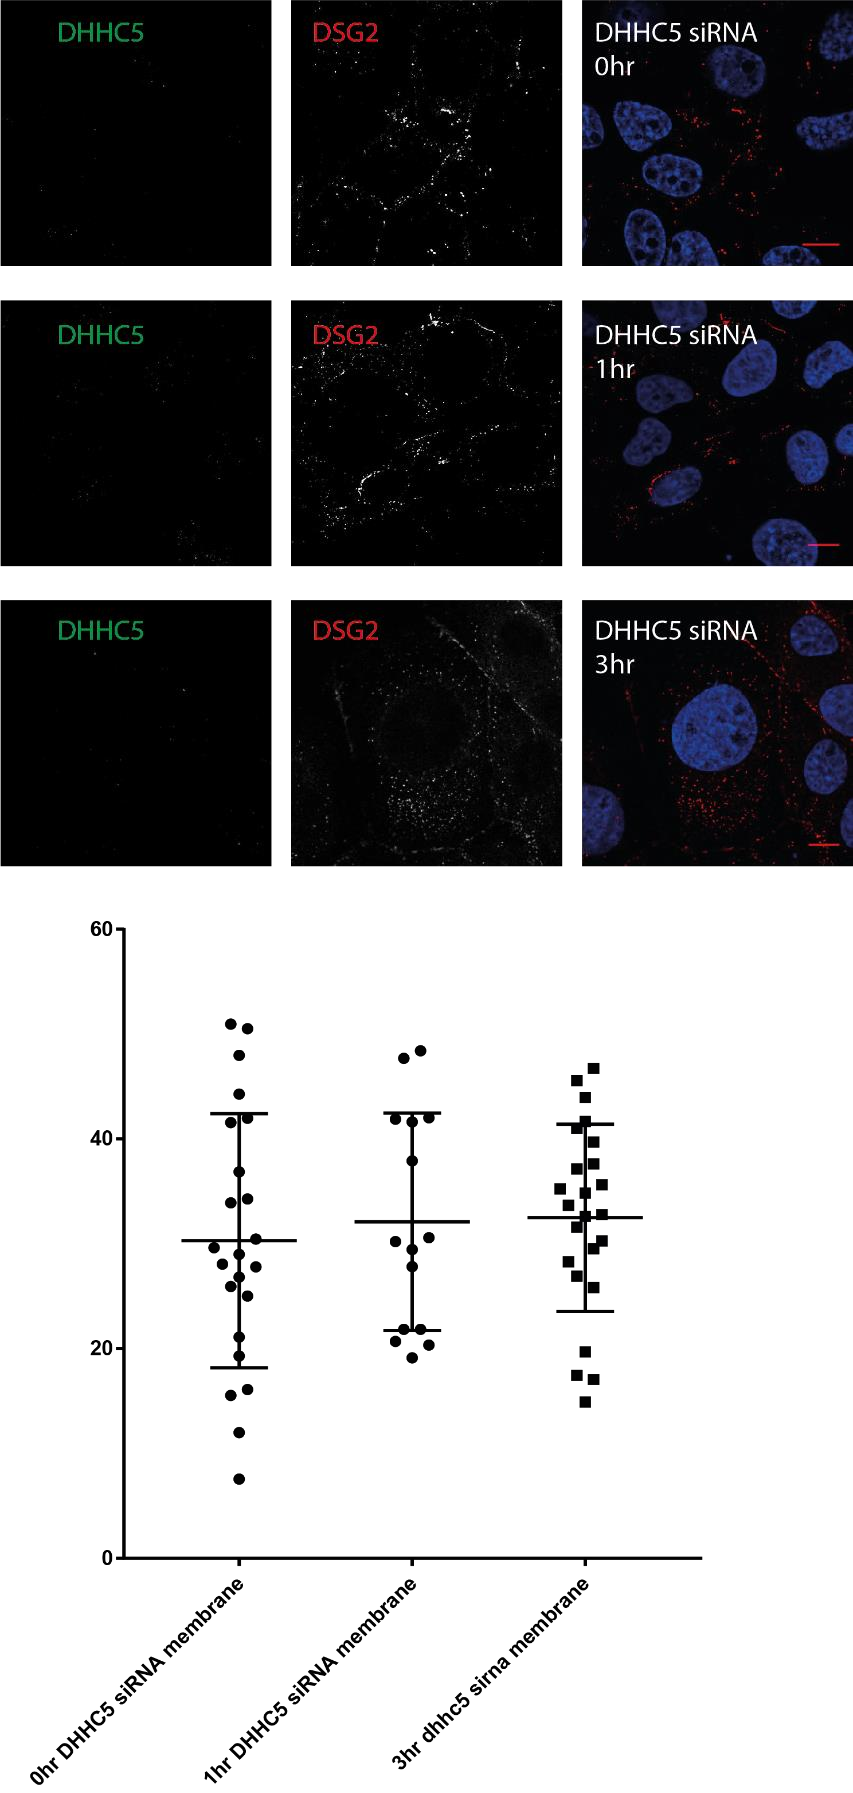 DHHC5
DSG2
DHHC5 siRNA
0hr
DHHC5
DSG2
DHHC5 siRNA
1hr
DHHC5
DSG2
DHHC5 siRNA
3hr
60
40
20
0
0hr DHHC5 siRNA membrane
1hr DHHC5 siRNA membrane
3hr dhhc5 sirna membrane